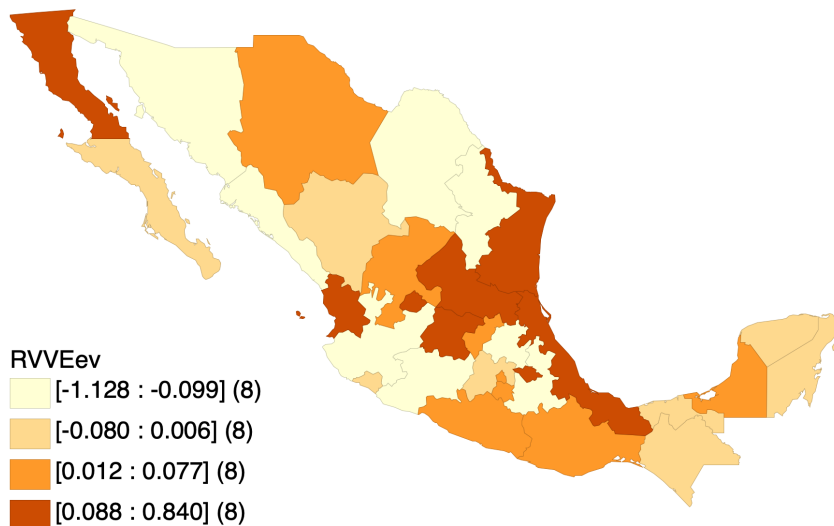 RVVEev
[-1.128 : -0.099] (8)
[-0.080 : 0.006] (8)
[0.012 : 0.077] (8)
[0.088 : 0.840] (8)